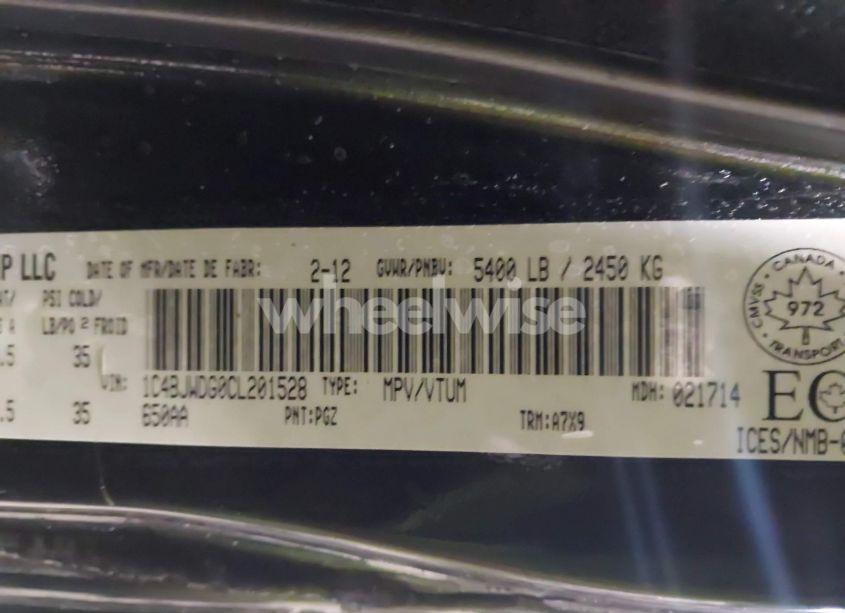 P LLC DATE OF MFR/DATE DE FABR: 2-12 GVWR/PNBV: 5400 LB / 2450 KG
PSI COLD/
A LB/PO 2 FROID
.5 35
VIN: 1C4BJWDG0CL201528 TYPE: MPV/VTUM MDH: 021714
.5 35 650AA PNT:PGZ TRM:A7X9
CANADA
CMVSS 972
TRANSPORT
ICES/NMB-
wheelwise